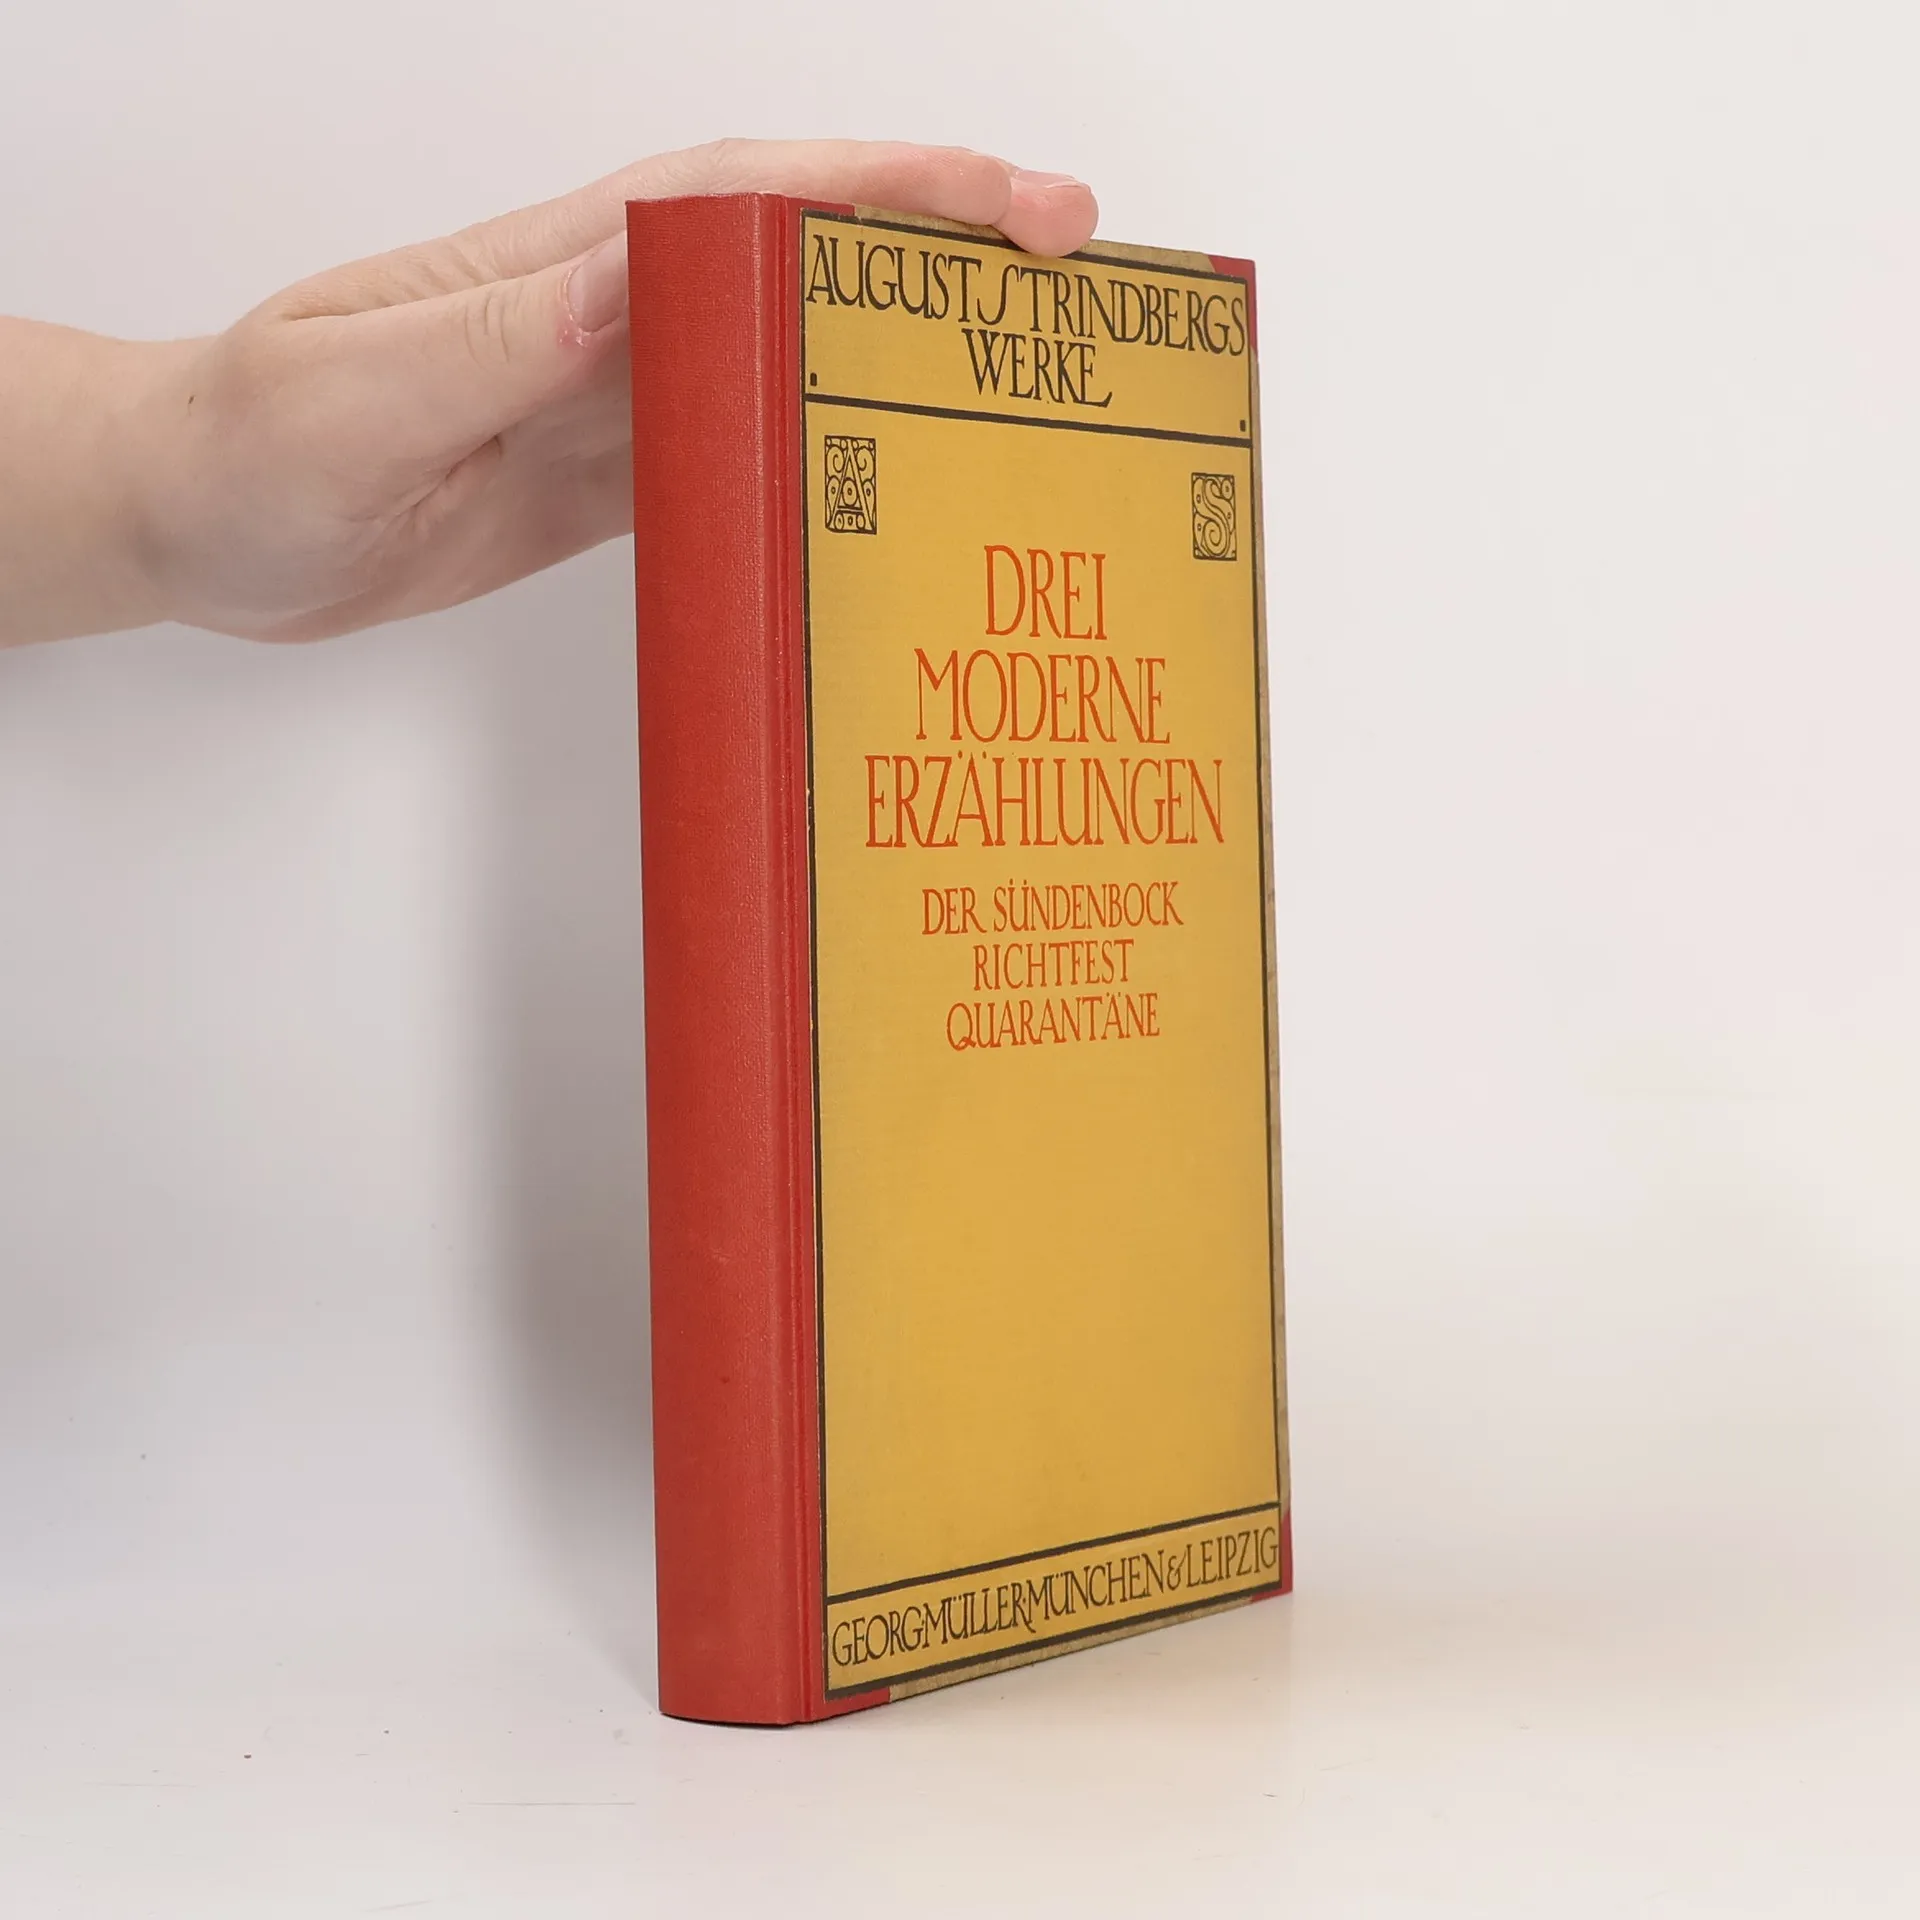 AUGUST STRINDBERGS
WERKE
A S
DREI
MODERNE
ERZÄHLUNGEN
DER SÜNDENBOCK
RICHTFEST
QUARANTÄNE
GEORG·MÜLLER·MÜNCHEN&LEIPZIG